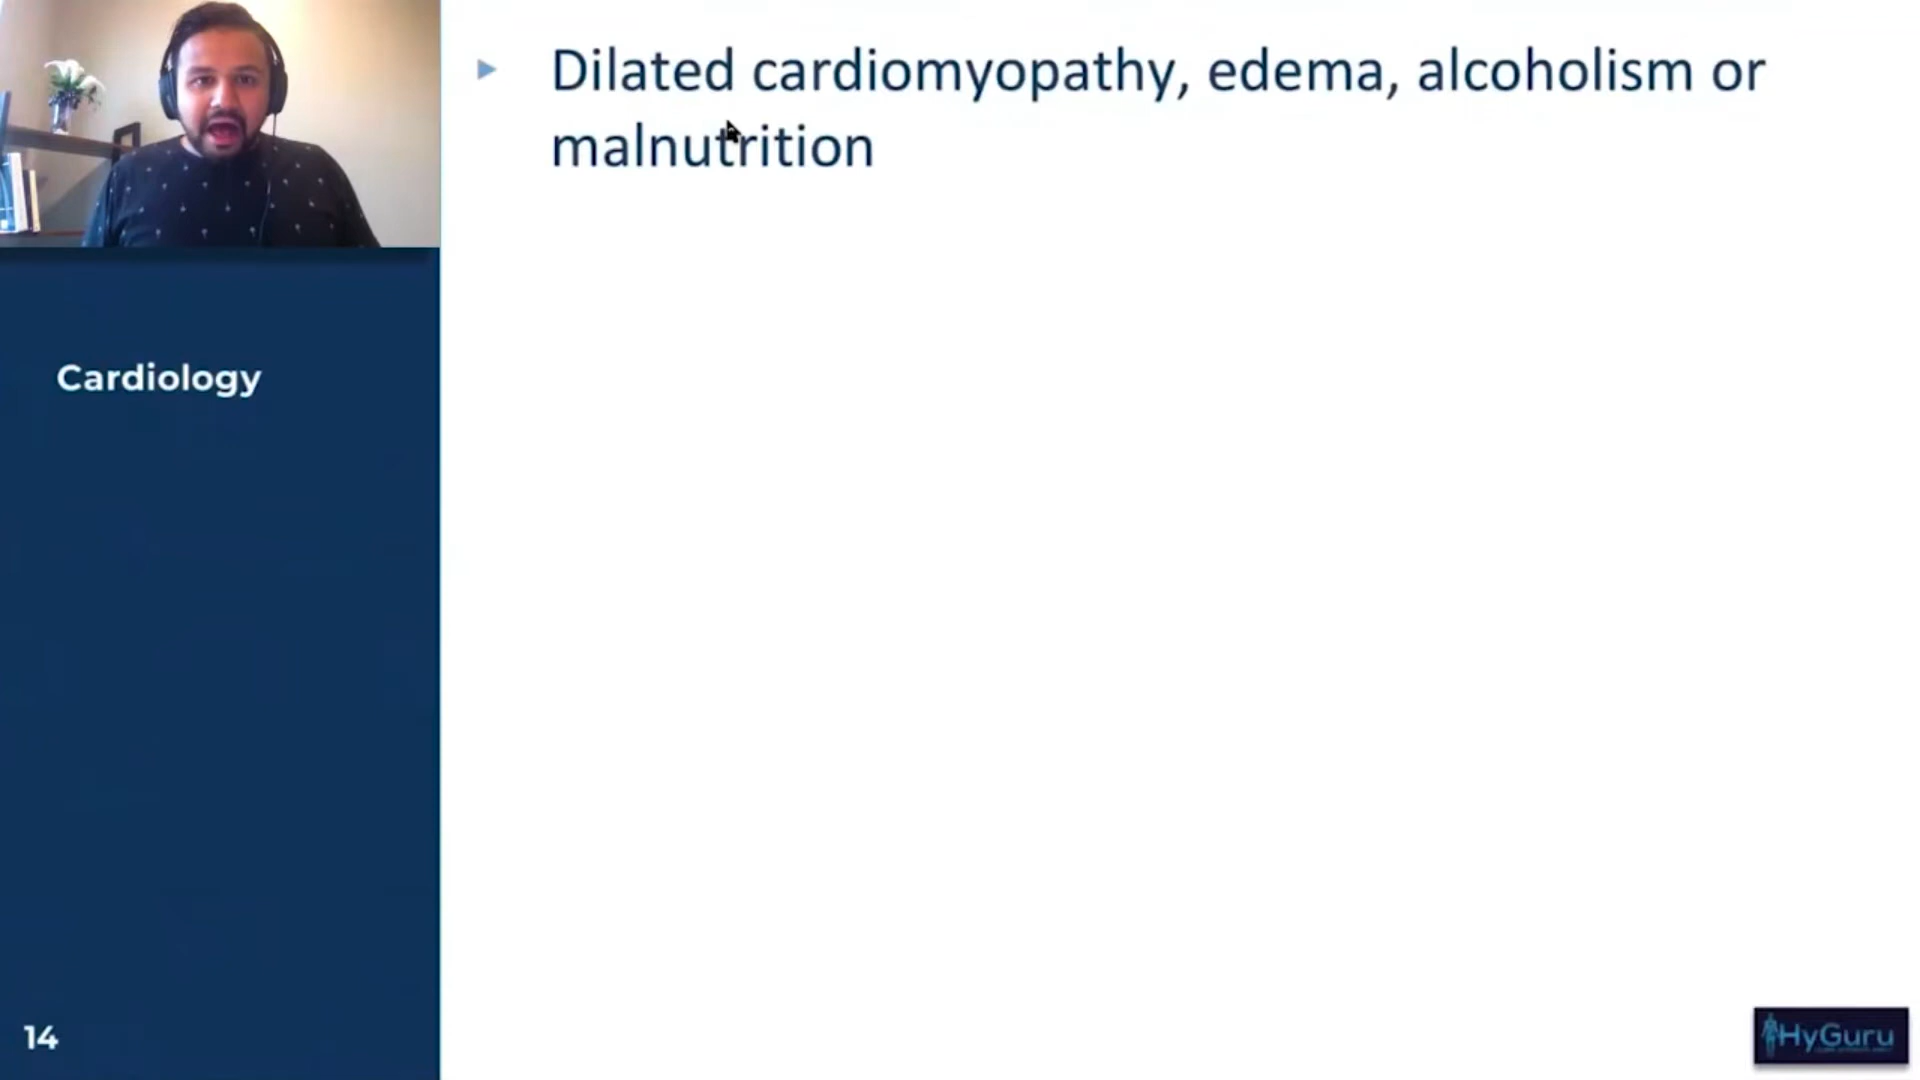 Dilated cardiomyopathy, edema, alcoholism or
malnutrition
Cardiology
14
HyGuru